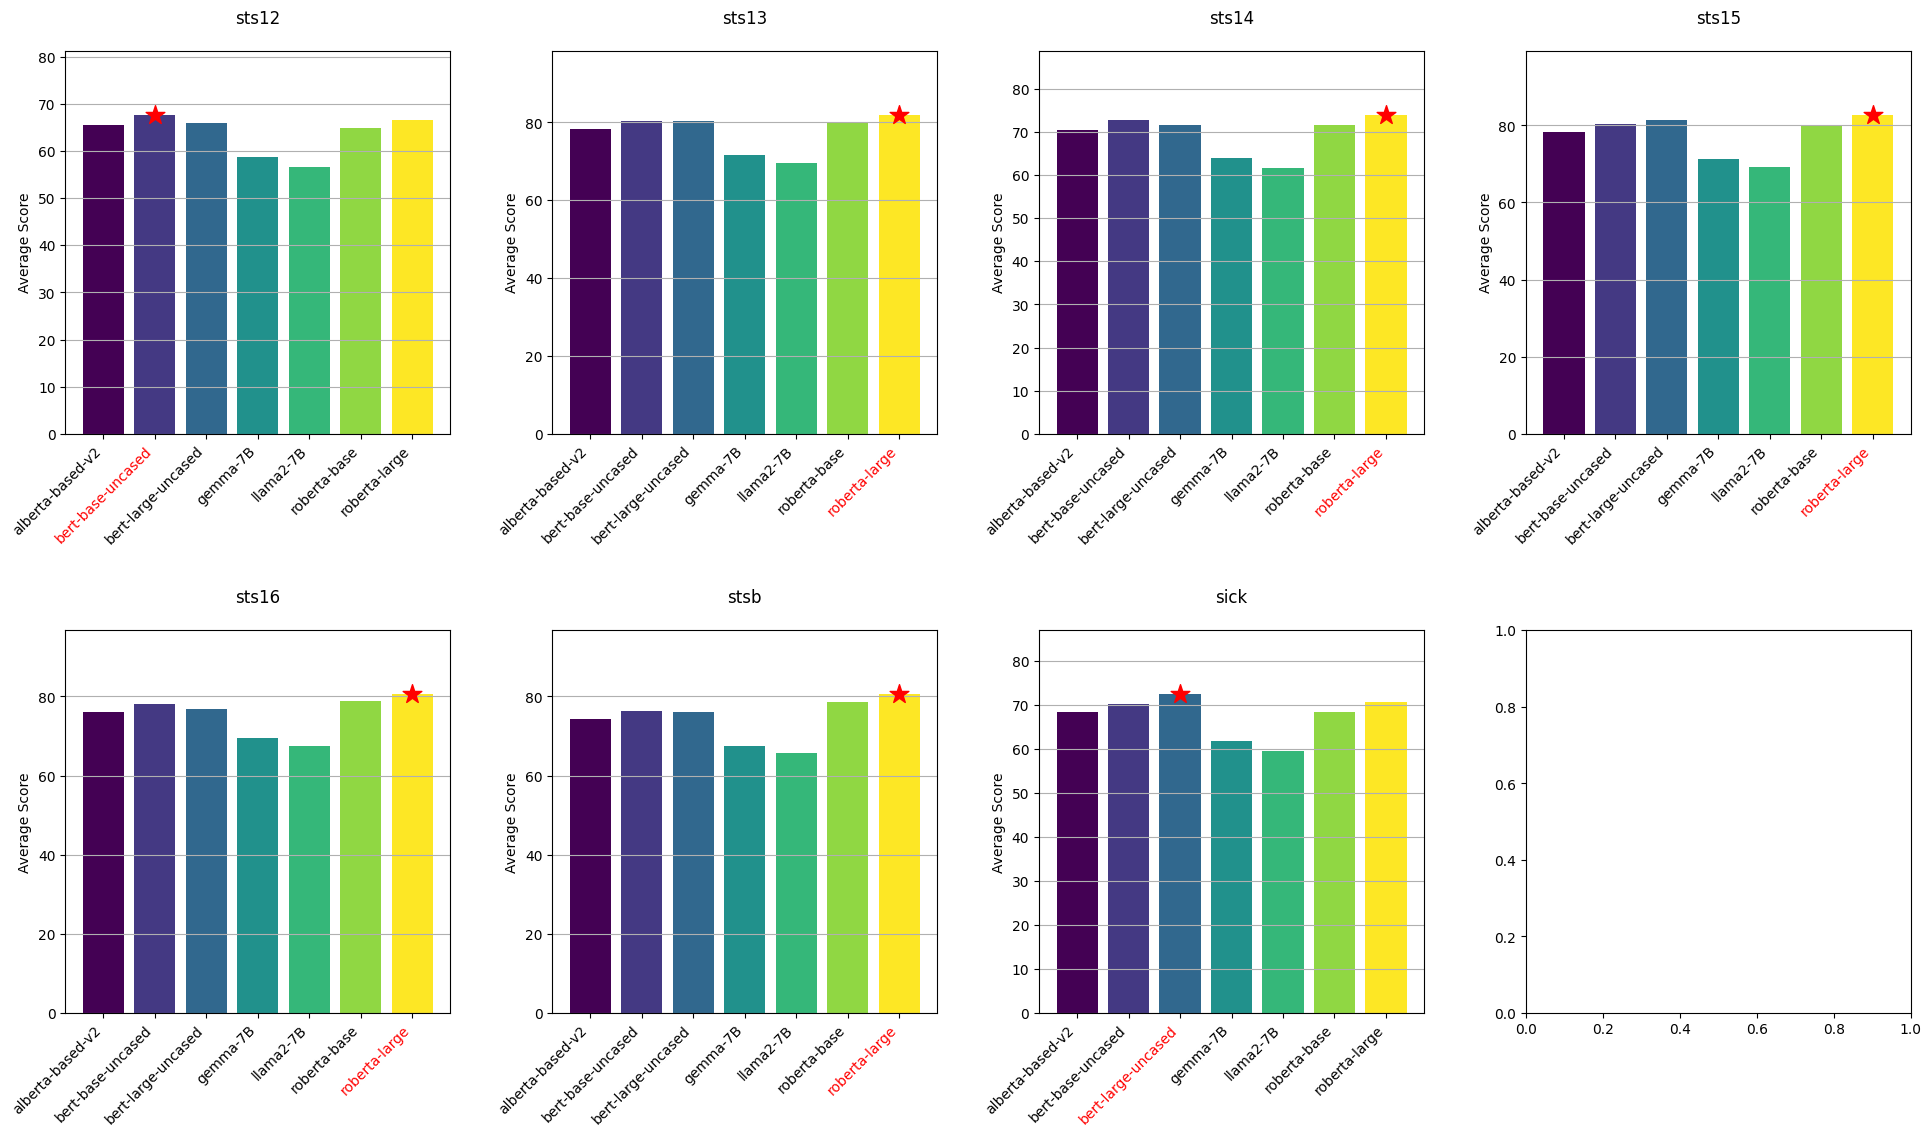 sts12
80
70
60
50
40
30
20
10
0
Average Score
alberta-based-v2
bert-base-uncased
bert-large-uncased
gemma-7B
llama2-7B
roberta-base
roberta-large
sts13
80
60
40
20
0
Average Score
alberta-based-v2
bert-base-uncased
bert-large-uncased
gemma-7B
llama2-7B
roberta-base
roberta-large
sts14
80
70
60
50
40
30
20
10
0
Average Score
alberta-based-v2
bert-base-uncased
bert-large-uncased
gemma-7B
llama2-7B
roberta-base
roberta-large
sts15
80
60
40
20
0
Average Score
alberta-based-v2
bert-base-uncased
bert-large-uncased
gemma-7B
llama2-7B
roberta-base
roberta-large
sts16
80
60
40
20
0
Average Score
alberta-based-v2
bert-base-uncased
bert-large-uncased
gemma-7B
llama2-7B
roberta-base
roberta-large
stsb
80
60
40
20
0
Average Score
alberta-based-v2
bert-base-uncased
bert-large-uncased
gemma-7B
llama2-7B
roberta-base
roberta-large
sick
80
70
60
50
40
30
20
10
0
Average Score
alberta-based-v2
bert-base-uncased
bert-large-uncased
gemma-7B
llama2-7B
roberta-base
roberta-large
1.0
0.8
0.6
0.4
0.2
0.0
0.0 0.2 0.4 0.6 0.8 1.0